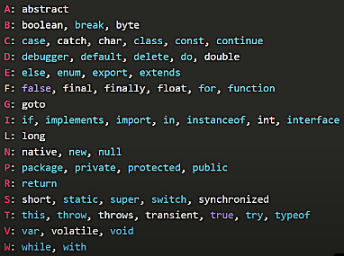 A: abstract
B: boolean, break, byte
C: case, catch, char, class, const, continue
D: debugger, default, delete, do, double
E: else, enum, export, extends
F: false, final, finally, float, for, function
G: goto
I: if, implements, import, in, instanceof, int, interface
L: long
N: native, new, null
P: package, private, protected, public
R: return
S: short, static, super, switch, synchronized
T: this, throw, throws, transient, true, try, typeof
V: var, volatile, void
W: while, with